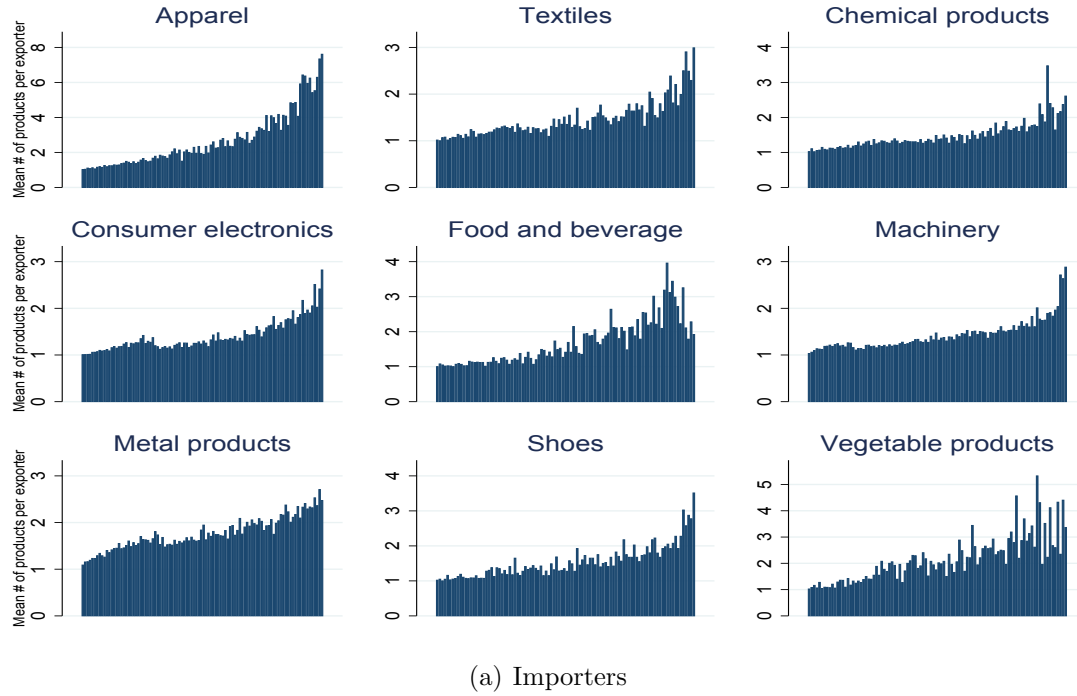 Apparel
Textiles
Chemical products
Mean # of products per exporter
0 2 4 6 8
0 1 2 3
0 1 2 3 4
Consumer electronics
Food and beverage
Machinery
Mean # of products per exporter
0 1 2 3
0 1 2 3 4
0 1 2 3
Metal products
Shoes
Vegetable products
Mean # of products per exporter
0 1 2 3
0 1 2 3 4
0 1 2 3 4 5
(a) Importers